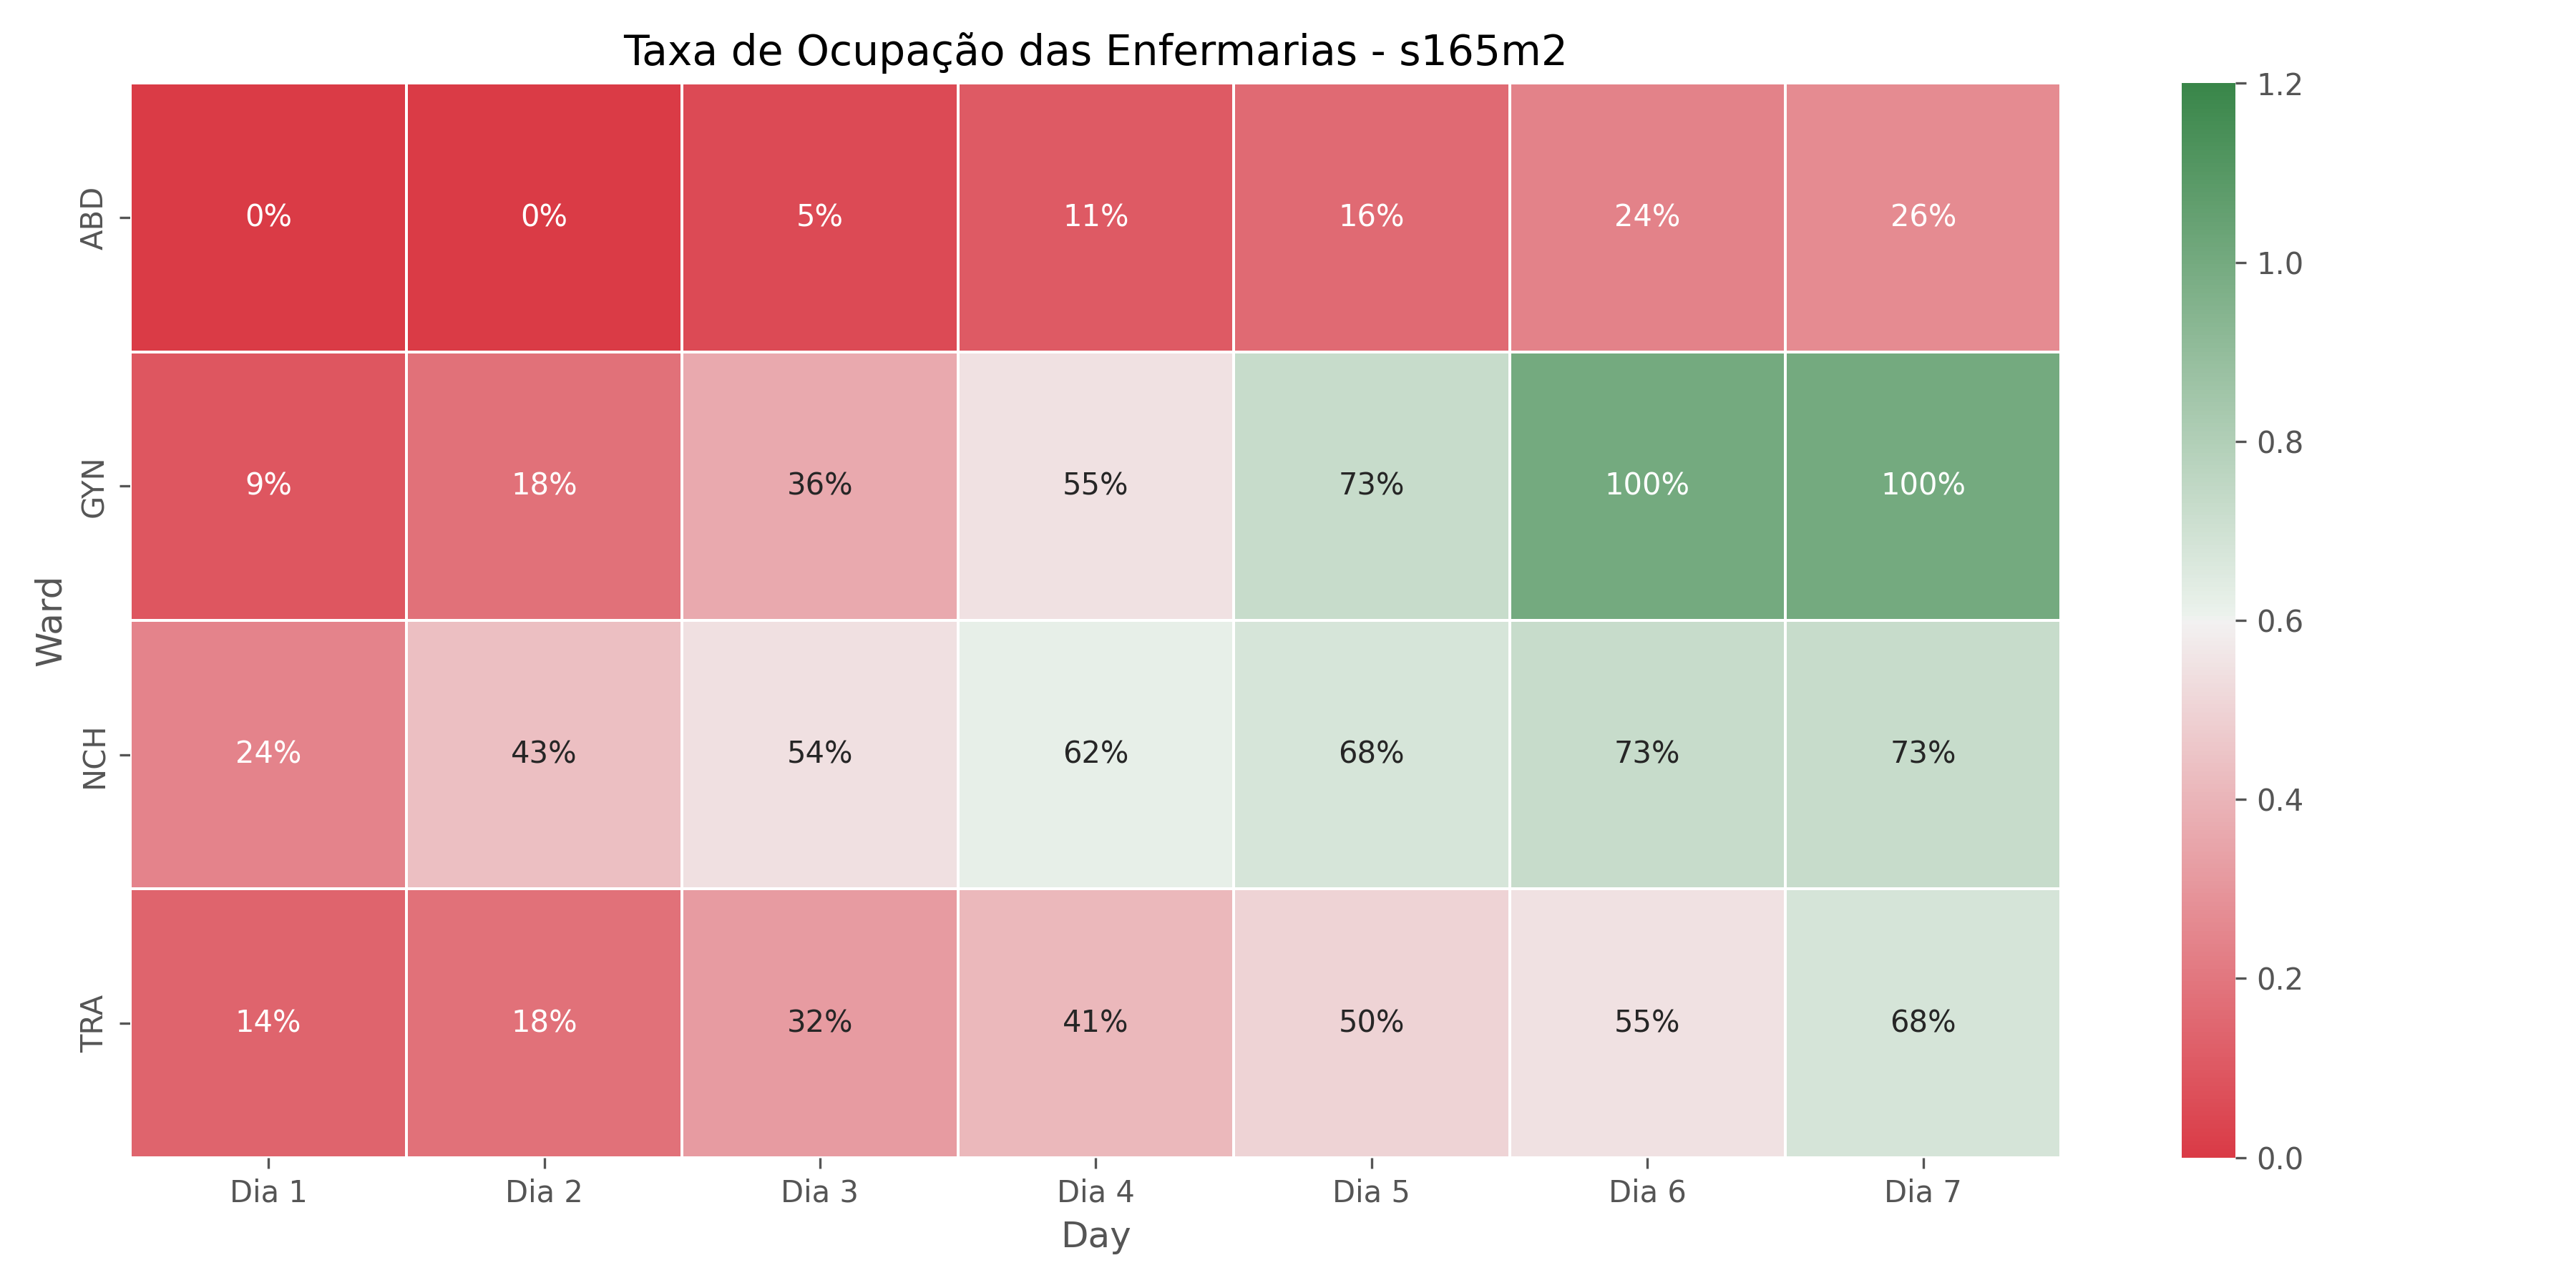 Taxa de Ocupação das Enfermarias - s165m2
ABD 0% 0% 5% 11% 16% 24% 26%
GYN 9% 18% 36% 55% 73% 100% 100%
NCH 24% 43% 54% 62% 68% 73% 73%
TRA 14% 18% 32% 41% 50% 55% 68%
Ward
Dia 1 Dia 2 Dia 3 Dia 4 Dia 5 Dia 6 Dia 7
Day
1.2
1.0
0.8
0.6
0.4
0.2
0.0